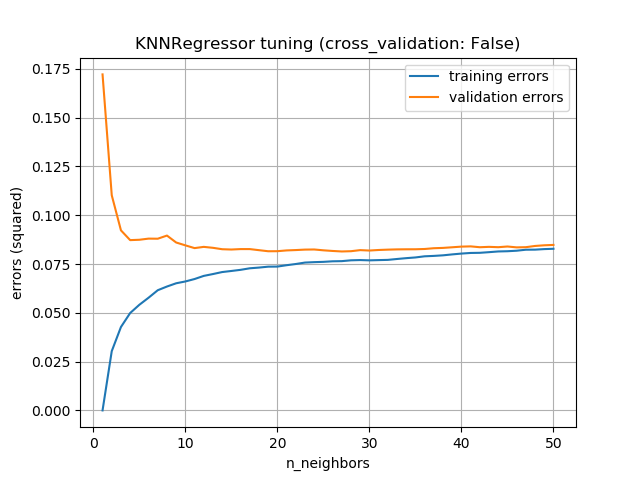 KNNRegressor tuning (cross_validation: False)
training errors
validation errors
errors (squared)
0.175
0.150
0.125
0.100
0.075
0.050
0.025
0.000
0
10
20
30
40
50
n_neighbors